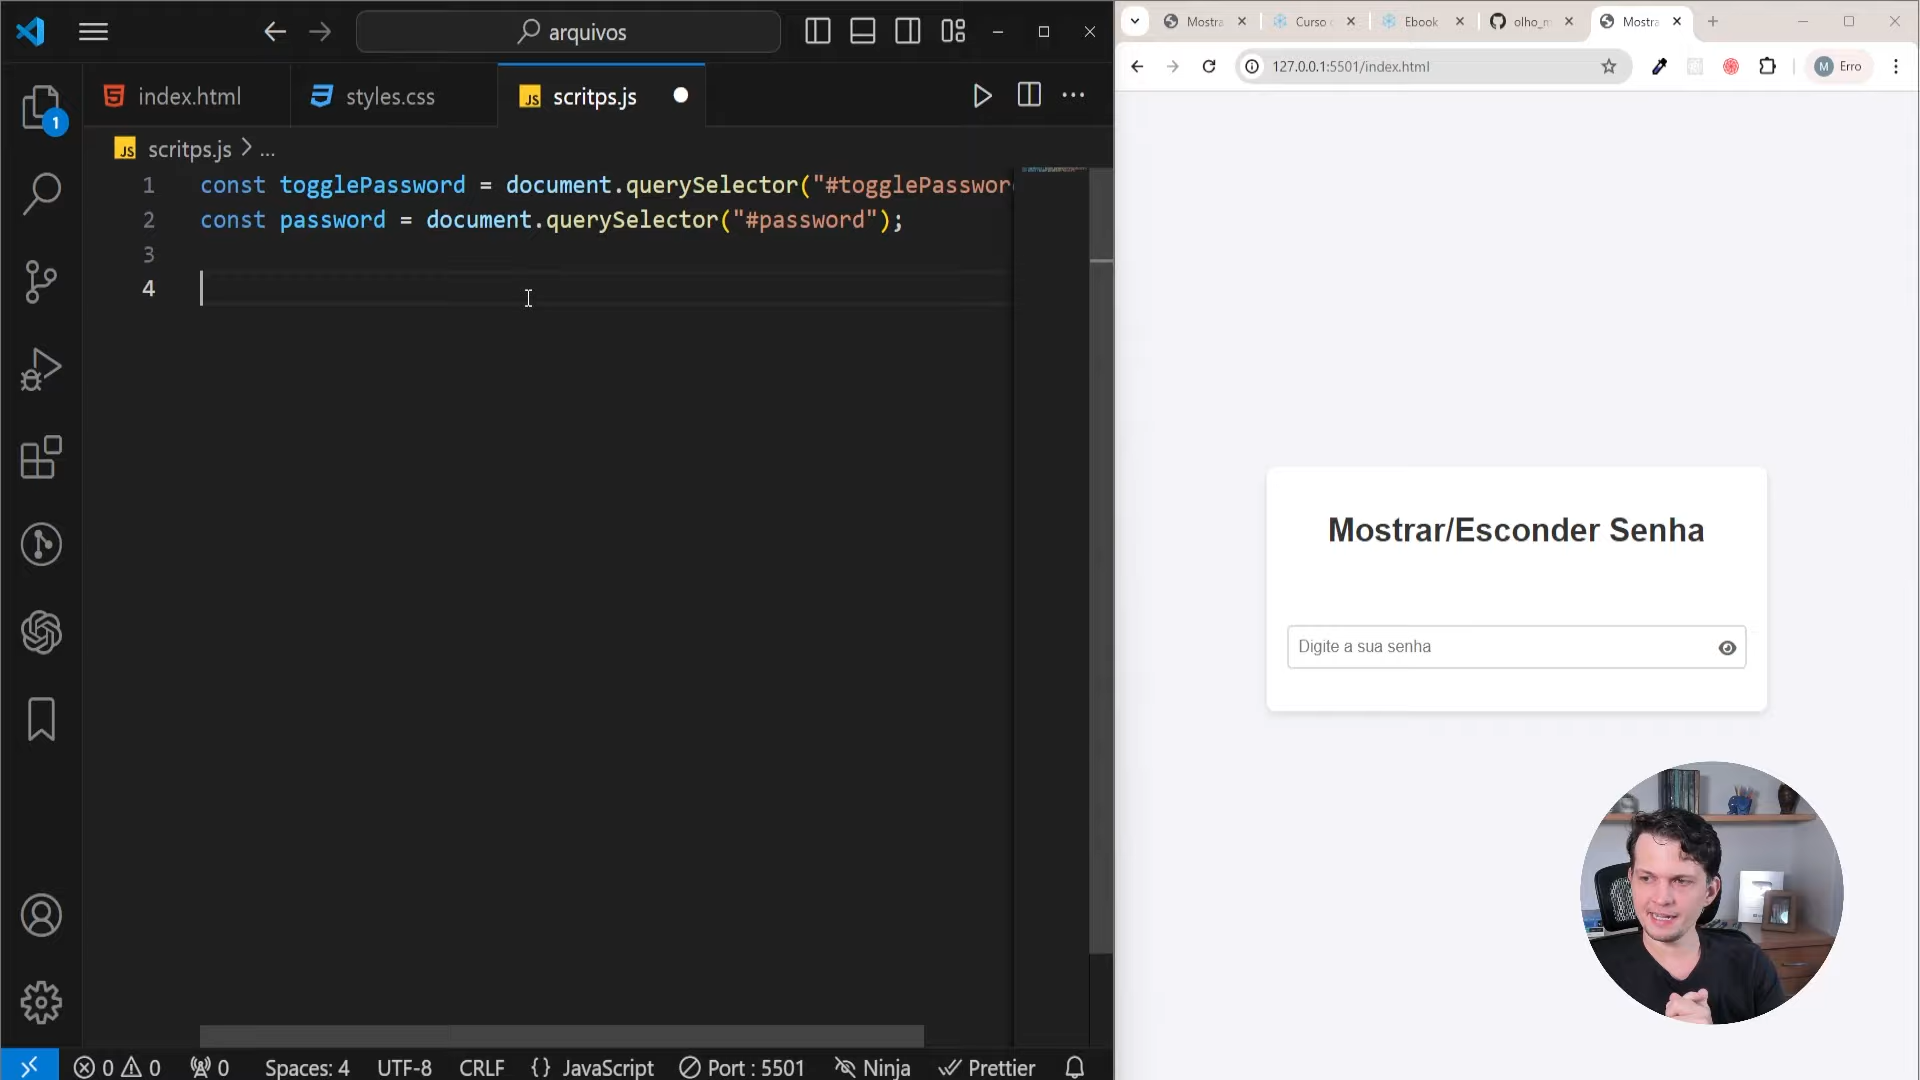 arquivos
index.html
styles.css
scritps.js
scritps.js > ...
1 const togglePassword = document.querySelector("#togglePasswor
2 const password = document.querySelector("#password");
3
4
1
0 0 0 Spaces: 4 UTF-8 CRLF {} JavaScript Port : 5501 Ninja Prettier
Mostra
Curso
Ebook
olho_
Mostra
127.0.0.1:5501/index.html
M Erro
Mostrar/Esconder Senha
Digite a sua senha